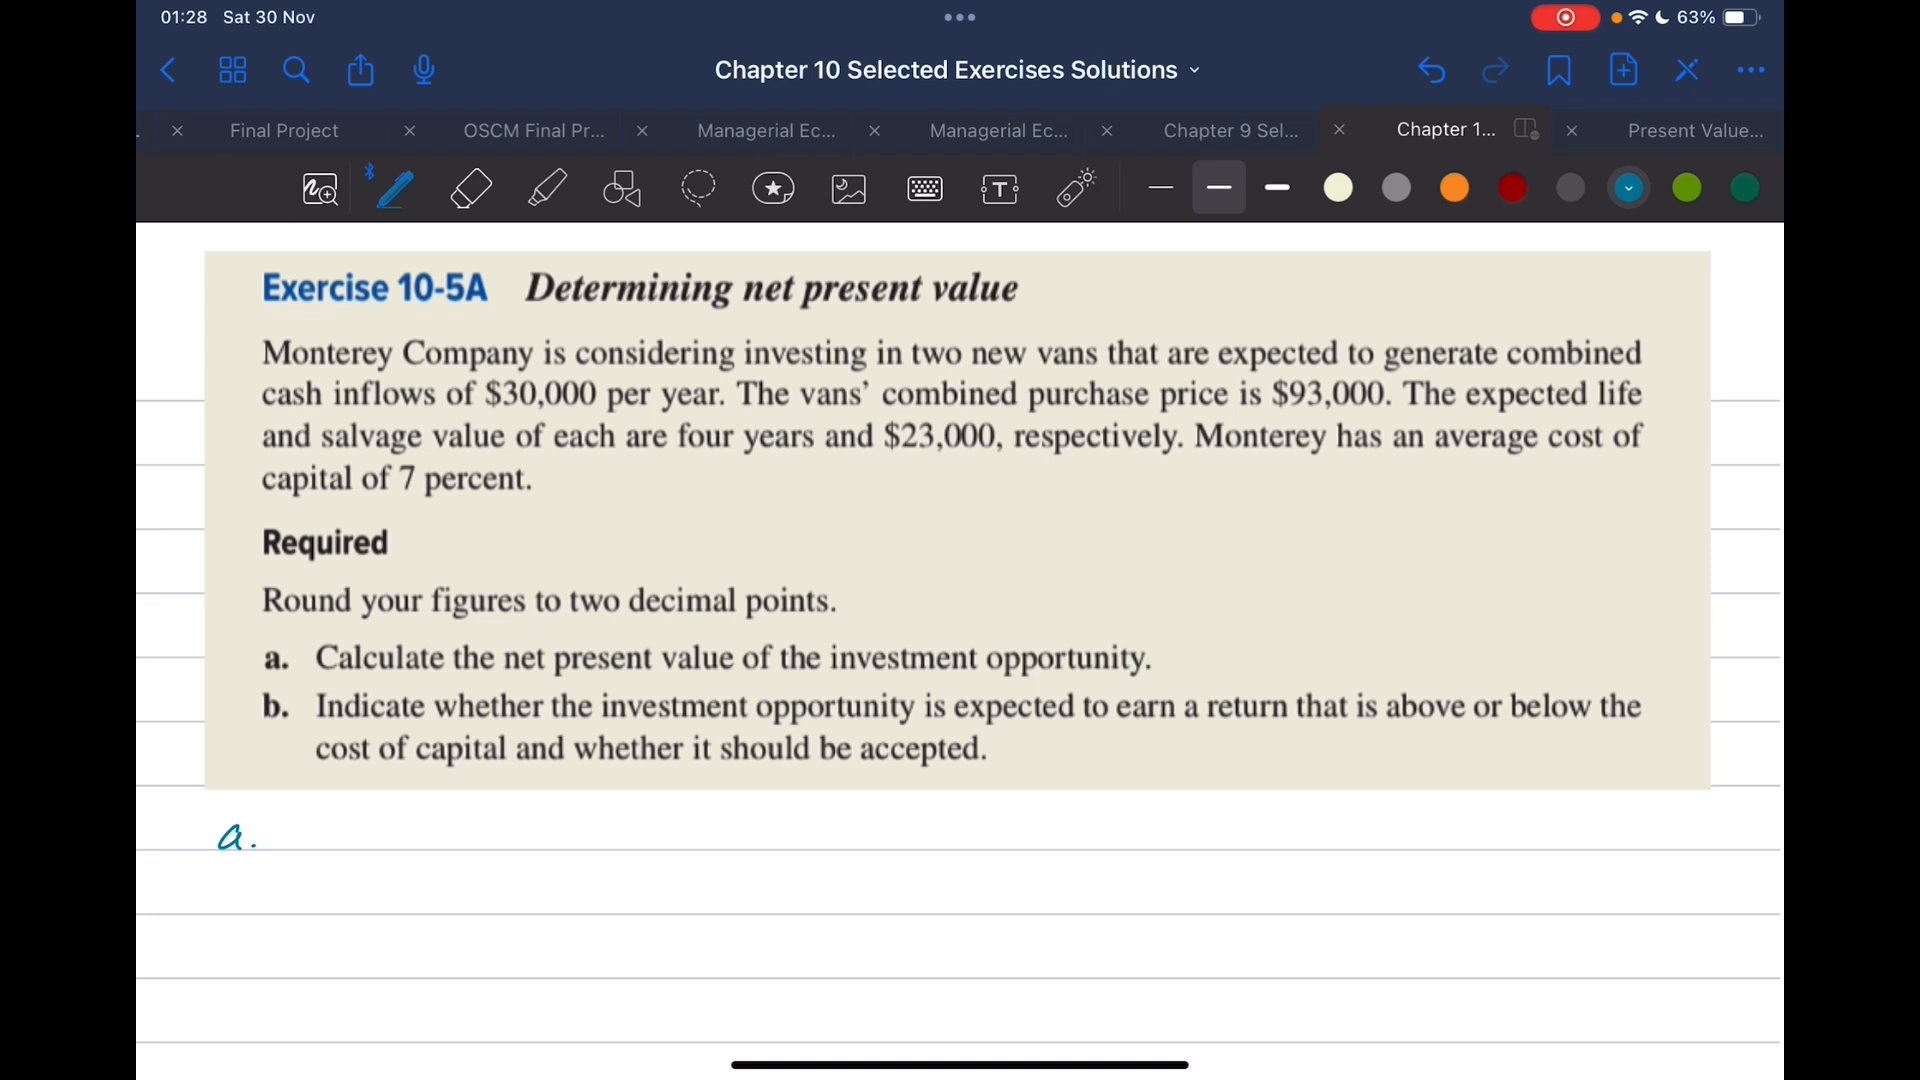 01:28 Sat 30 Nov
63%
Chapter 10 Selected Exercises Solutions
Final Project
OSCM Final Pr...
Managerial Ec...
Managerial Ec...
Chapter 9 Sel...
Chapter 1...
Present Value...
T
Exercise 10-5A Determining net present value
Monterey Company is considering investing in two new vans that are expected to generate combined
cash inflows of $30,000 per year. The vans’ combined purchase price is $93,000. The expected life
and salvage value of each are four years and $23,000, respectively. Monterey has an average cost of
capital of 7 percent.
Required
Round your figures to two decimal points.
a. Calculate the net present value of the investment opportunity.
b. Indicate whether the investment opportunity is expected to earn a return that is above or below the
cost of capital and whether it should be accepted.
a.